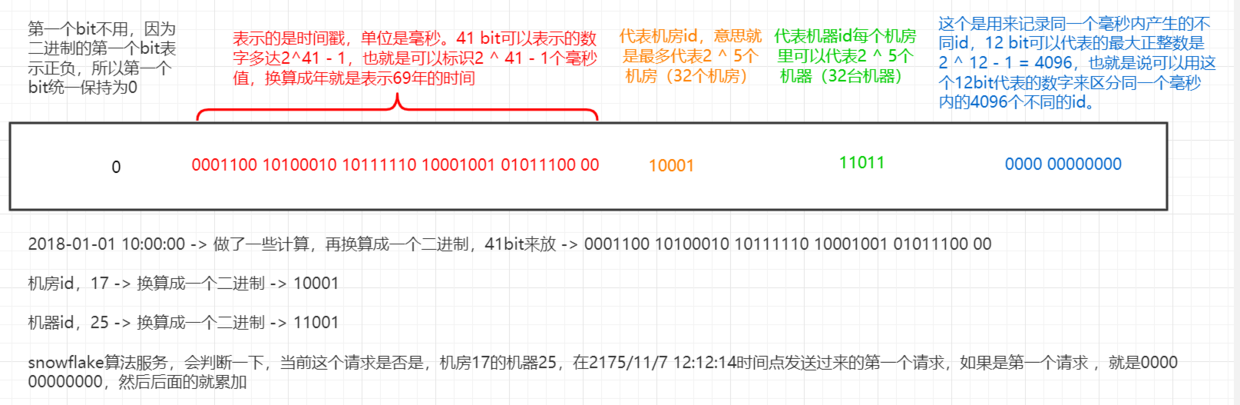 第一个bit不用，因为
二进制的第一个bit表
示正负，所以第一个
bit统一保持为0
表示的是时间戳，单位是毫秒。41 bit可以表示的数
字多达2^41 - 1，也就是可以标识2 ^ 41 - 1个毫秒
值，换算成年就是表示69年的时间
代表机房id，意思就
是最多代表2 ^ 5个
机房（32个机房）
代表机器id每个机房
里可以代表2 ^ 5个
机器（32台机器）
这个是用来记录同一个毫秒内产生的不
同id，12 bit可以代表的最大正整数是
2 ^ 12 - 1 = 4096，也就是说可以用这
个12bit代表的数字来区分同一个毫秒
内的4096个不同的id。
0
0001100 10100010 10111110 10001001 01011100 00
10001
11011
0000 00000000
2018-01-01 10:00:00 -> 做了一些计算，再换算成一个二进制，41bit来放 -> 0001100 10100010 10111110 10001001 01011100 00
机房id，17 -> 换算成一个二进制 -> 10001
机器id，25 -> 换算成一个二进制 -> 11001
snowflake算法服务，会判断一下，当前这个请求是否是，机房17的机器25，在2175/11/7 12:12:14时间点发送过来的第一个请求，如果是第一个请求 ，就是0000
00000000，然后后面的就累加